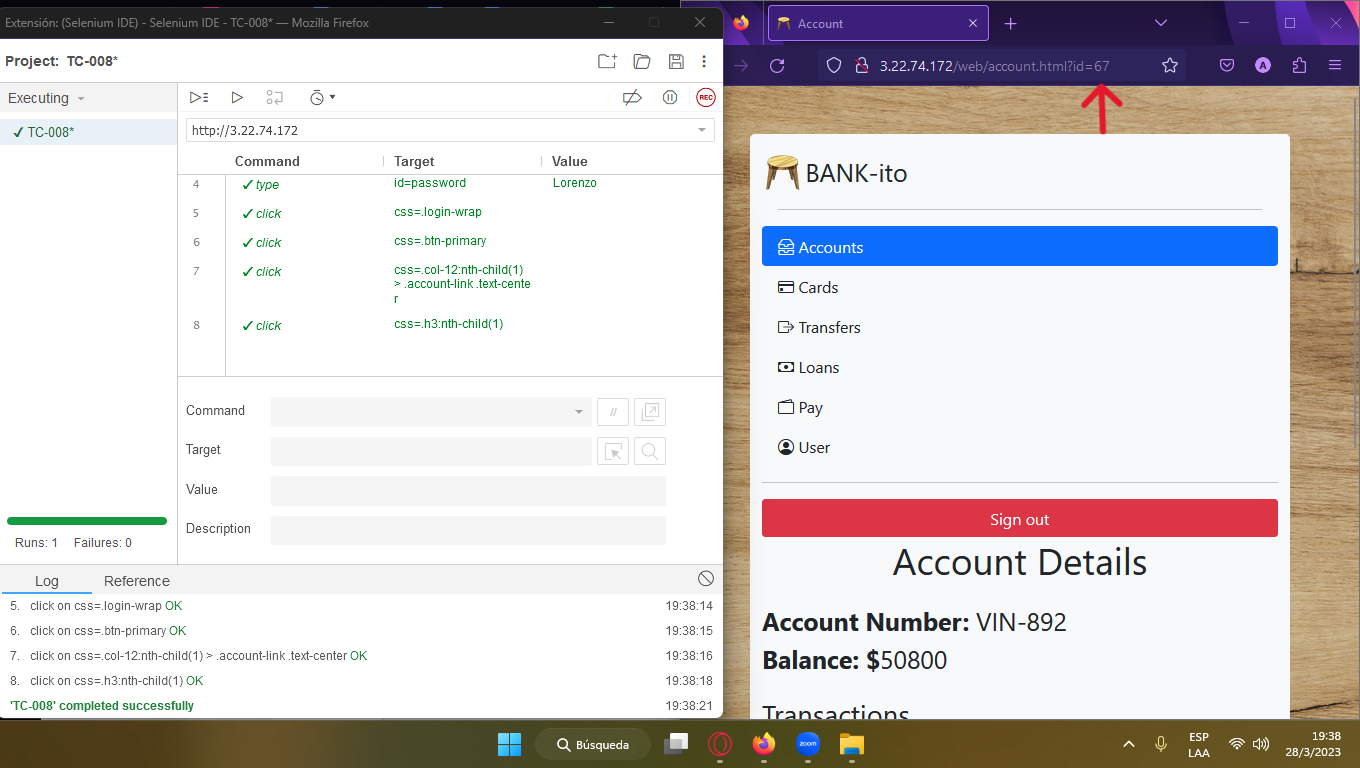 Extensión: (Selenium IDE) - Selenium IDE - TC-008* — Mozilla Firefox
Project: TC-008*
Executing
✓ TC-008*
REC
http://3.22.74.172
Command Target Value
4 ✓ type id=password Lorenzo
5 ✓ click css=.login-wrap
6 ✓ click css=.btn-primary
7 ✓ click css=.col-12:nth-child(1)
> .account-link .text-cente
r
8 ✓ click css=.h3:nth-child(1)
Command //
Target
Value
Description
Runs: 1 Failures: 0
Log Reference
5. click on css=.login-wrap OK 19:38:14
6. click on css=.btn-primary OK 19:38:15
7. click on css=.col-12:nth-child(1) > .account-link .text-center OK 19:38:16
8. click on css=.h3:nth-child(1) OK 19:38:18
'TC-008' completed successfully 19:38:21
Account
3.22.74.172/web/account.html?id=67
A
BANK-ito
Accounts
Cards
Transfers
Loans
Pay
User
Sign out
Account Details
Account Number: VIN-892
Balance: $50800
Transactions
Búsqueda
zoom
ESP
LAA
19:38
28/3/2023